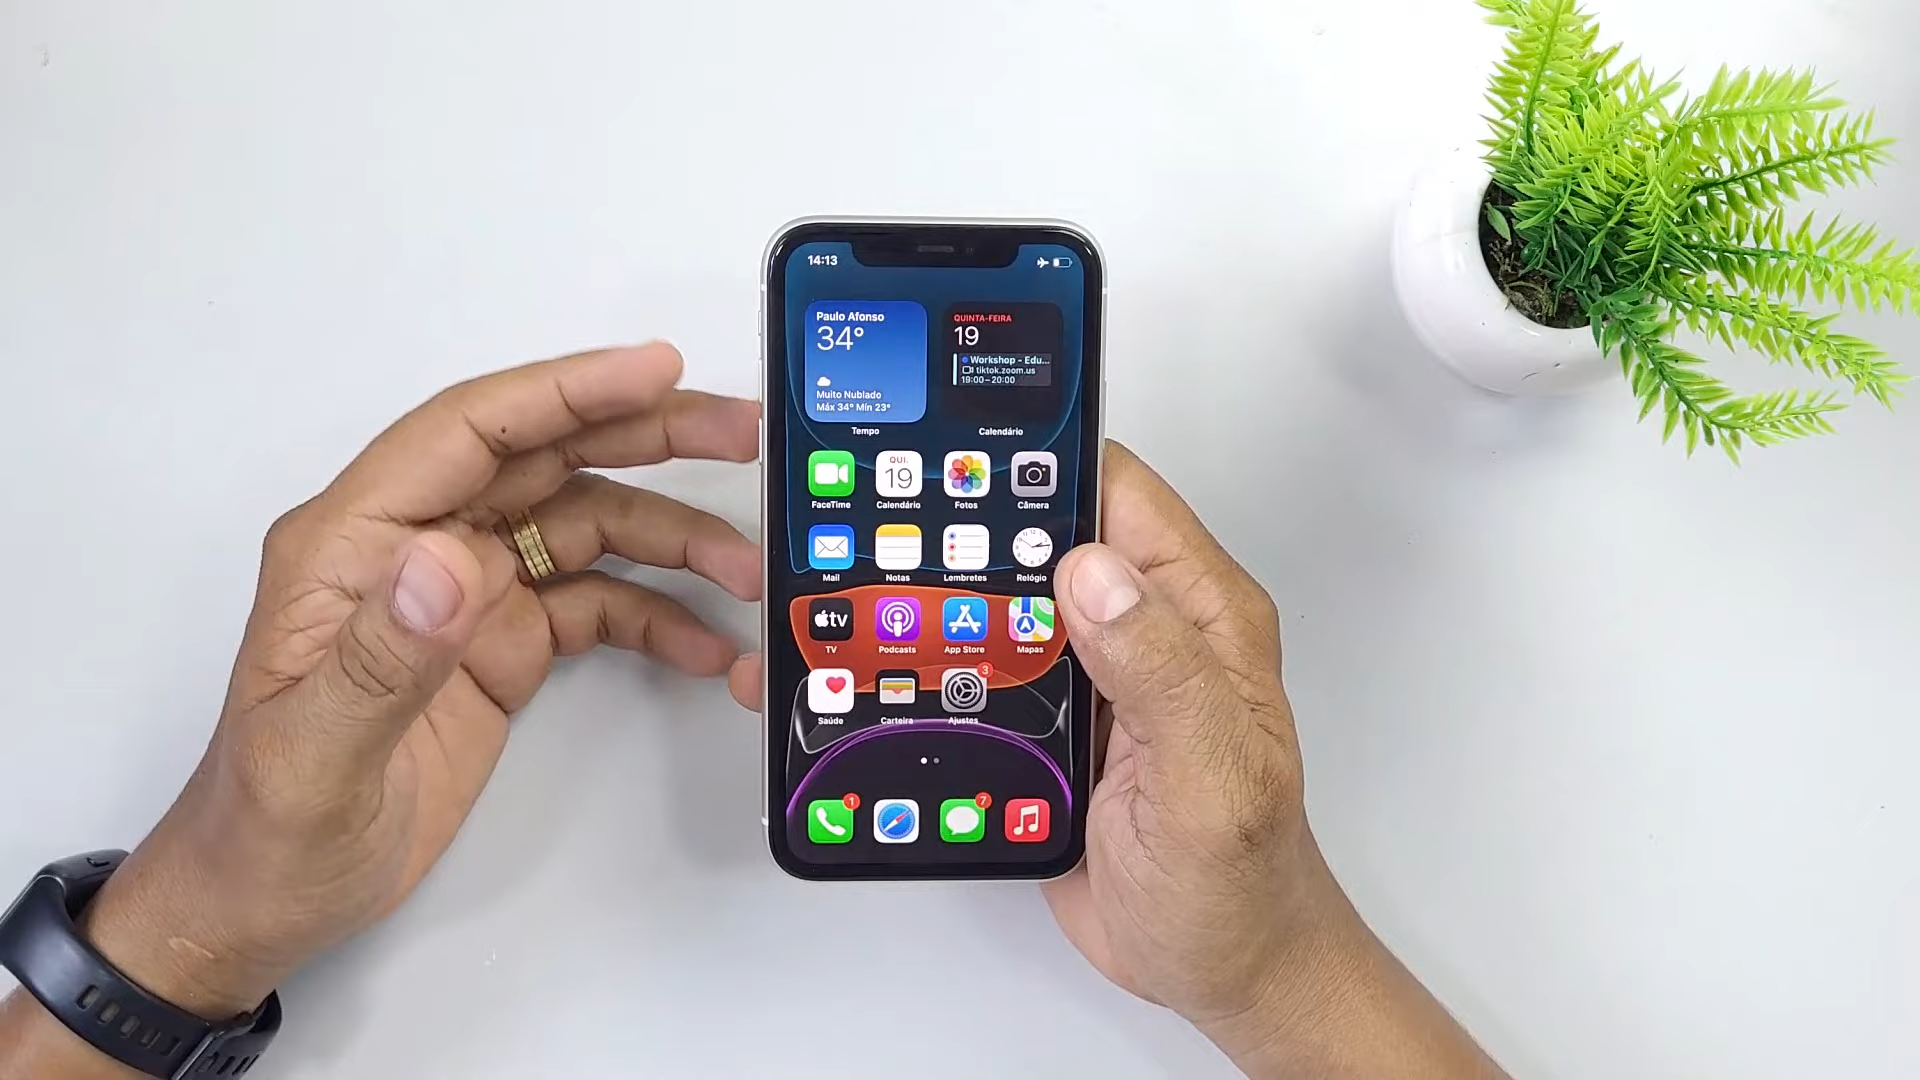 14:13
Paulo Afonso
34°
Muito Nublado
Máx 34° Mín 23°
Tempo
QUINTA-FEIRA
19
Workshop - Edu...
tiktok.zoom.us
19:00–20:00
Calendário
FaceTime
QUI.
19
Calendário
Fotos
Câmera
Mail
Notas
Lembretes
Relógio
tv
TV
Podcasts
App Store
Mapas
3
Saúde
Carteira
Ajustes
1
7